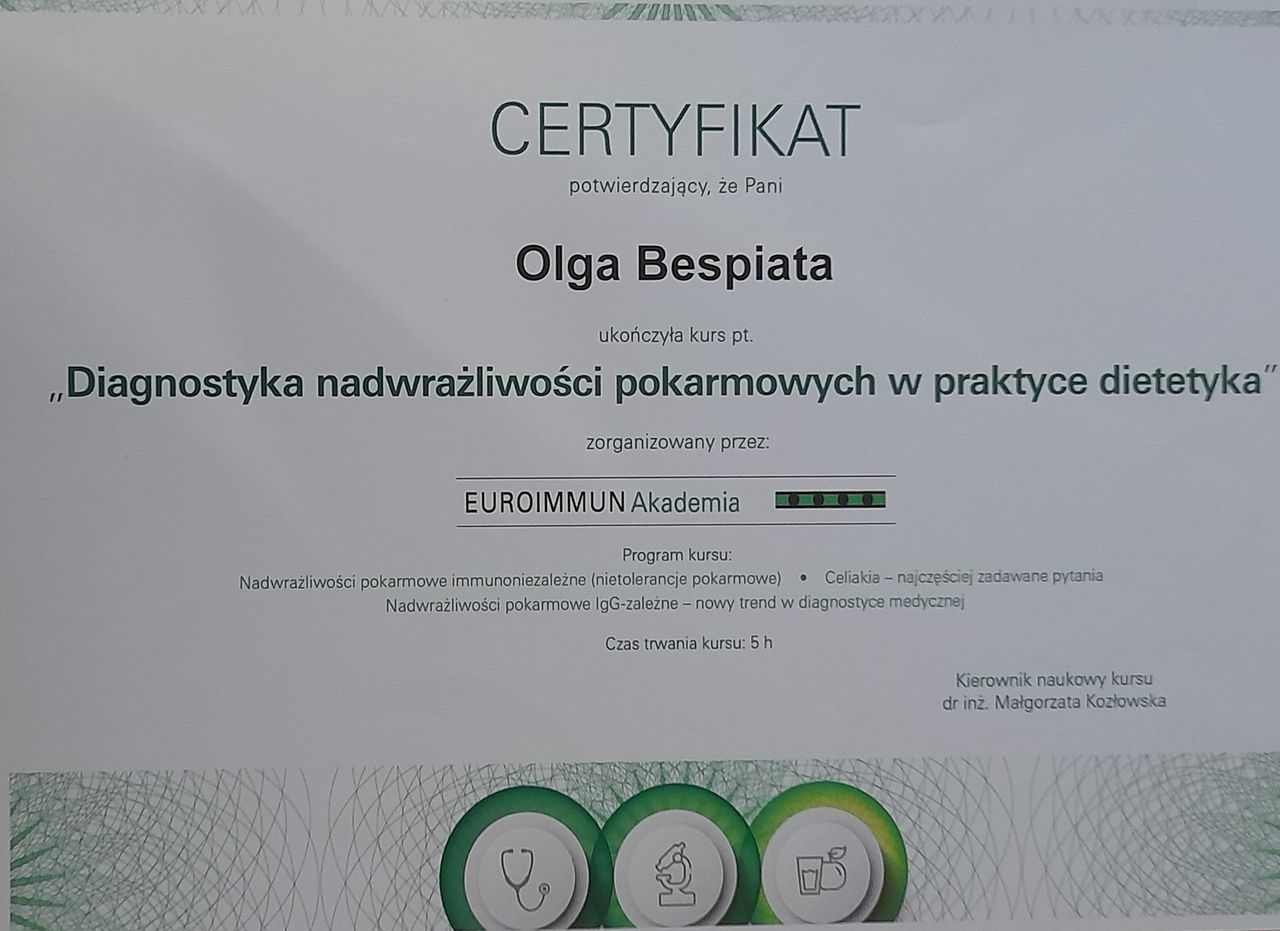 CERTYFIKAT
potwierdzający, że Pani
Olga Bespiata
ukończyła kurs pt.
„Diagnostyka nadwrażliwości pokarmowych w praktyce dietetyka”
zorganizowany przez:
EUROIMMUN Akademia
Program kursu:
Nadwrażliwości pokarmowe immunoniezależne (nietolerancje pokarmowe) • Celiakia – najczęściej zadawane pytania
Nadwrażliwości pokarmowe IgG-zależne – nowy trend w diagnostyce medycznej
Czas trwania kursu: 5 h
Kierownik naukowy kursu
dr inż. Małgorzata Kozłowska